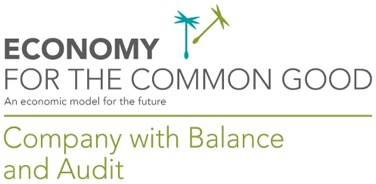 ECONOMY
FOR THE COMMON GOOD
An economic model for the future
Company with Balance
and Audit